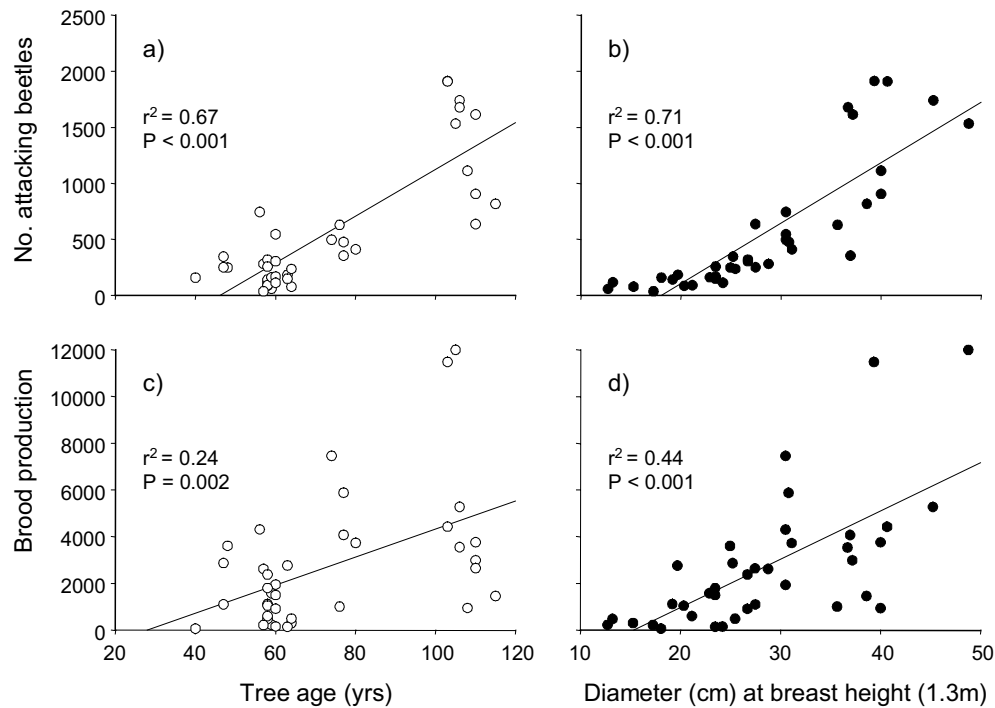 No. attacking beetles
2500
2000
1500
1000
500
0
a)
r² = 0.67
P < 0.001
b)
r² = 0.71
P < 0.001
Brood production
12000
10000
8000
6000
4000
2000
0
c)
r² = 0.24
P = 0.002
d)
r² = 0.44
P < 0.001
20 40 60 80 100 120
10 20 30 40 50
Tree age (yrs)
Diameter (cm) at breast height (1.3m)